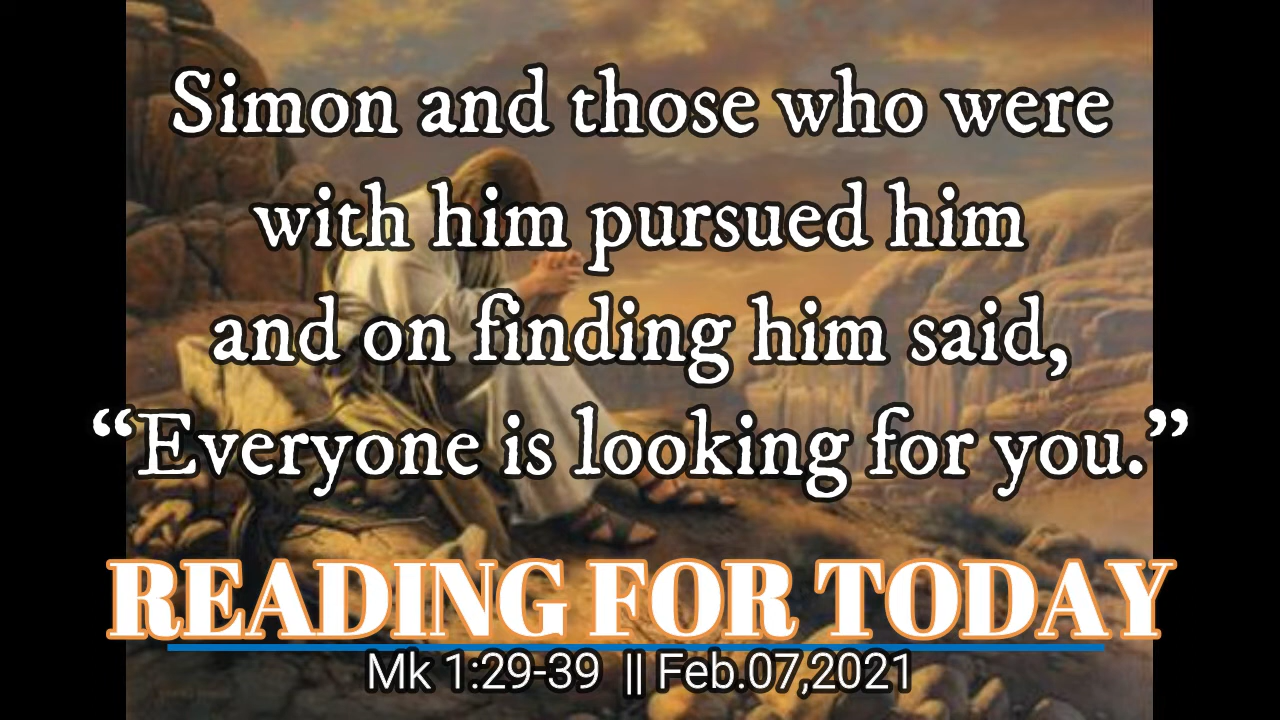 Simon and those who were
with him pursued him
and on finding him said,
“Everyone is looking for you.”
READING FOR TODAY
Mk 1:29-39 || Feb.07,2021